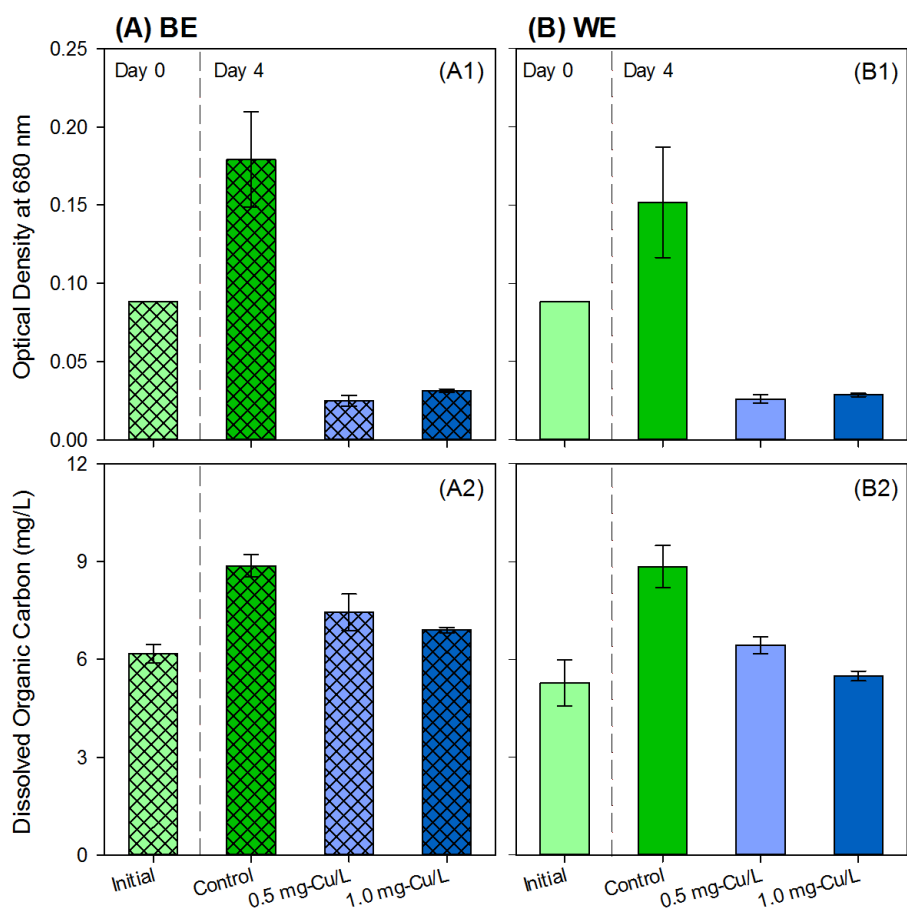 (A) BE
(B) WE
Optical Density at 680 nm
0.25
0.20
0.15
0.10
0.05
0.00
Day 0
Day 4
(A1)
Day 0
Day 4
(B1)
Dissolved Organic Carbon (mg/L)
12
9
6
3
0
(A2)
(B2)
Initial
Control
0.5 mg-Cu/L
1.0 mg-Cu/L
Initial
Control
0.5 mg-Cu/L
1.0 mg-Cu/L